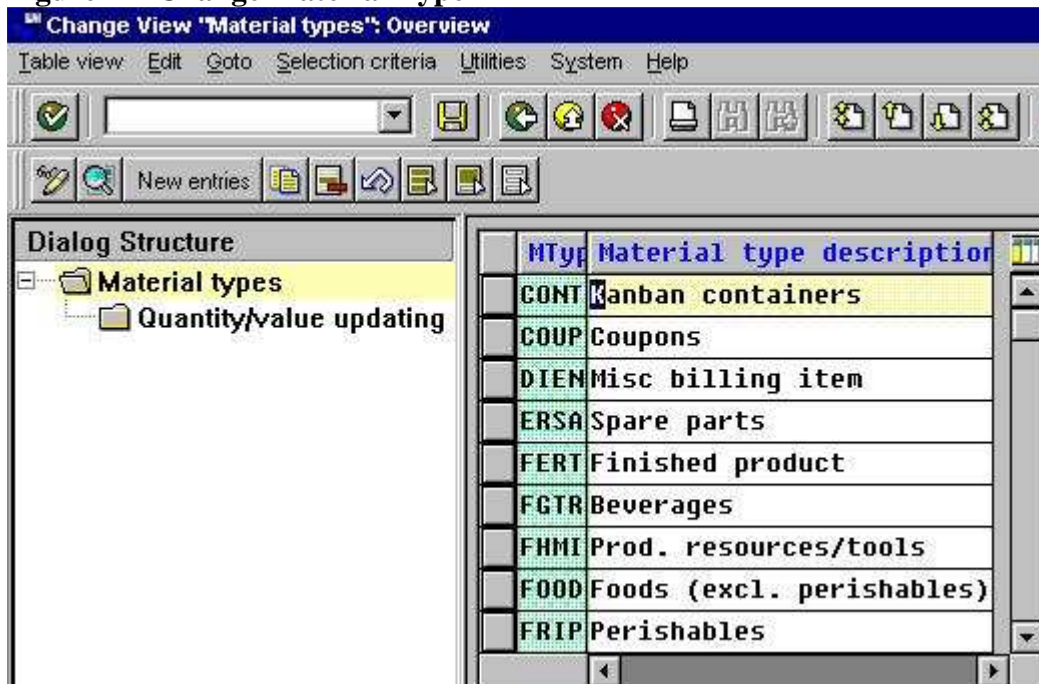 Change View "Material types": Overview
Table view Edit Goto Selection criteria Utilities System Help
New entries
Dialog Structure
Material types
Quantity/value updating
MTyp Material type description
CONT Kanban containers
COUP Coupons
DIEN Misc billing item
ERSA Spare parts
FERT Finished product
FGTR Beverages
FHMI Prod. resources/tools
FOOD Foods (excl. perishables)
FRIP Perishables